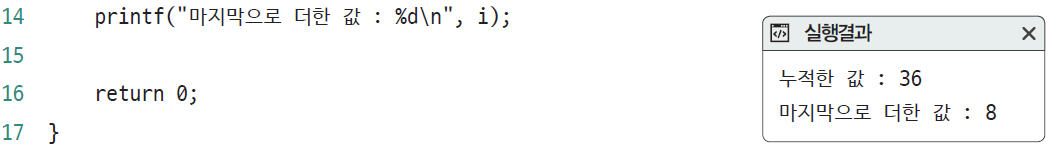 14 printf("마지막으로 더한 값 : %d\n", i);
15
16 return 0;
17 }
실행결과
누적한 값 : 36
마지막으로 더한 값 : 8